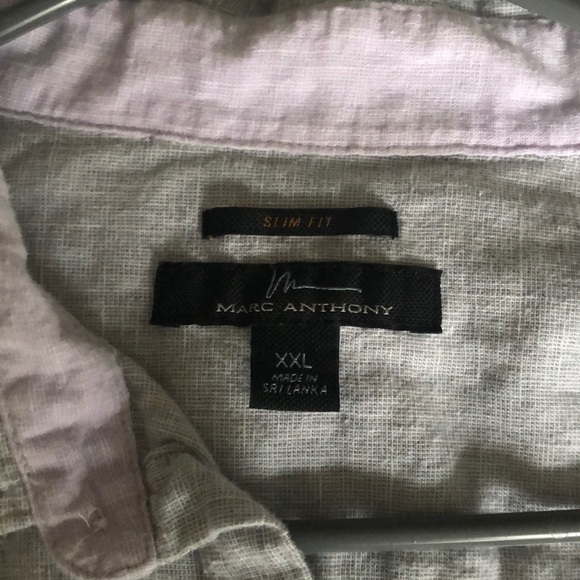 SLIM FIT
MARC ANTHONY
XXL
MADE IN
SRI LANKA